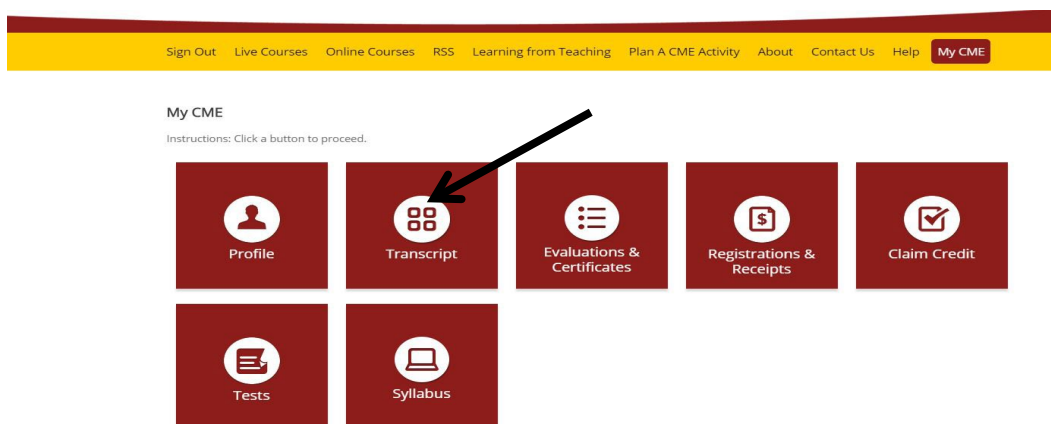 Sign Out Live Courses Online Courses RSS Learning from Teaching Plan A CME Activity About Contact Us Help My CME
My CME
Instructions: Click a button to proceed.
Profile
Transcript
Evaluations &
Certificates
$
Registrations &
Receipts
Claim Credit
Tests
Syllabus